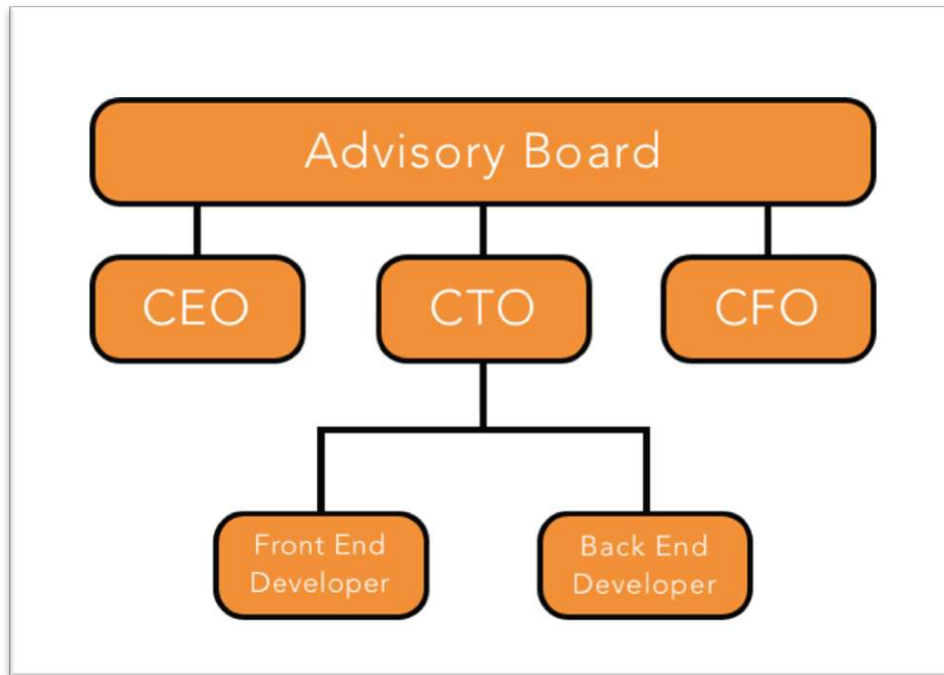 Advisory Board
CEO
CTO
CFO
Front End
Developer
Back End
Developer